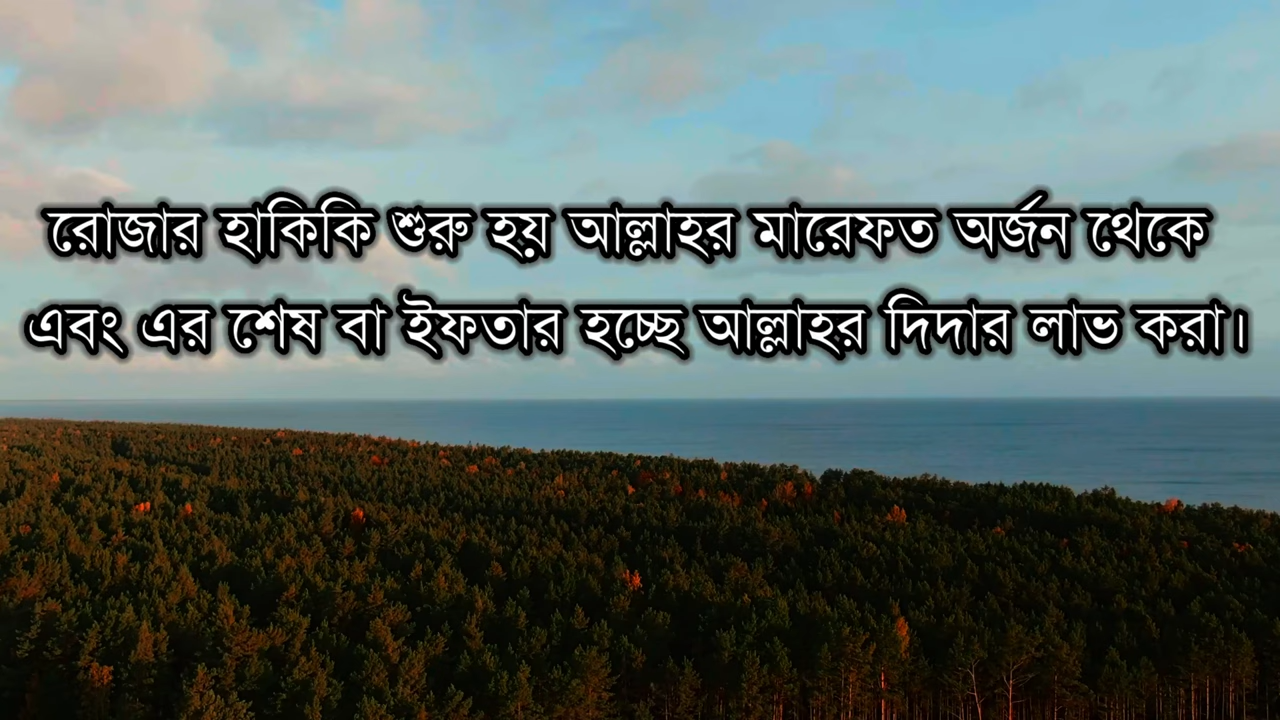 রোজার হাকিকি শুরু হয় আল্লাহর মারেফত অর্জন থেকে
এবং এর শেষ বা ইফতার হচ্ছে আল্লাহর দিদার লাভ করা।